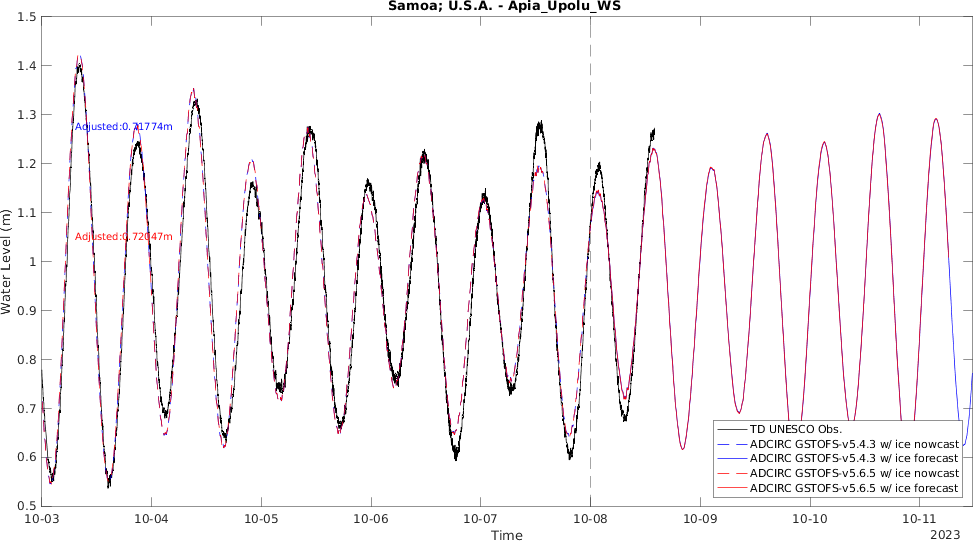 Samoa; U.S.A. - Apia_Upolu_WS
1.5
1.4
1.3
1.2
1.1
1
0.9
0.8
0.7
0.6
0.5
Water Level (m)
Adjusted:0.71774m
Adjusted:0.72047m
TD UNESCO Obs.
ADCIRC GSTOFS-v5.4.3 w/ ice nowcast
ADCIRC GSTOFS-v5.4.3 w/ ice forecast
ADCIRC GSTOFS-v5.6.5 w/ ice nowcast
ADCIRC GSTOFS-v5.6.5 w/ ice forecast
10-03 10-04 10-05 10-06 10-07 10-08 10-09 10-10 10-11
Time
2023